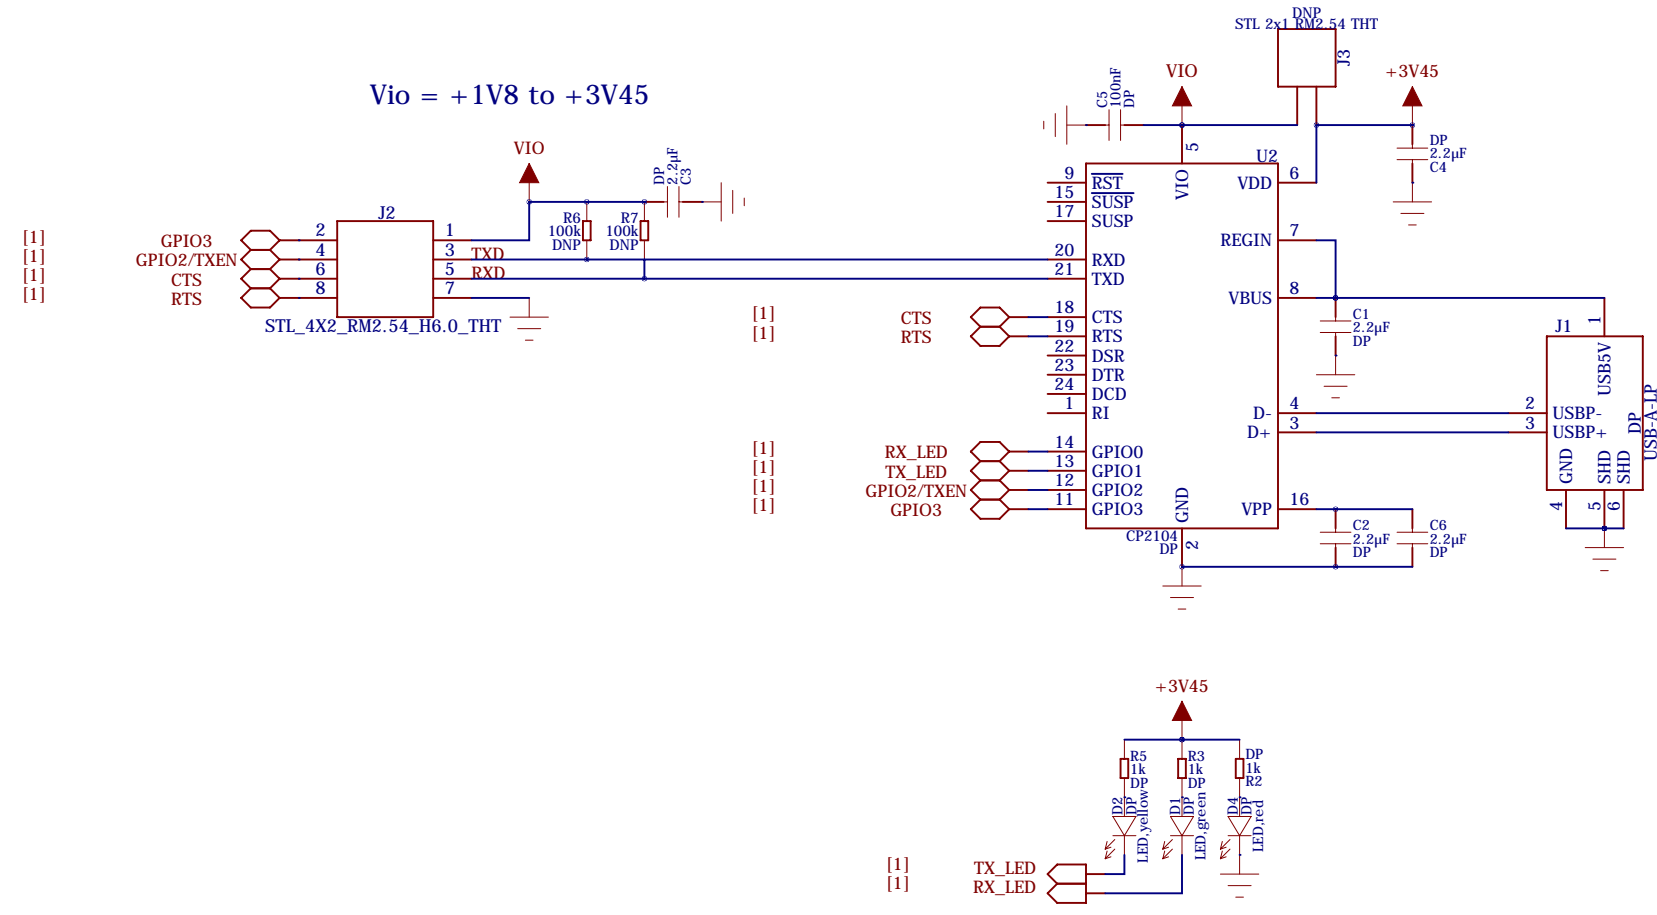 DNP
STL 2x1 RM2.54 THT
J3
Vio = +1V8 to +3V45
VIO
+3V45
C5
100nF
DP
5
U2
DP
2.2µF
C4
VIO
DP
2.2µF
C3
9
RST
15
SUSP
17
SUSP
VIO
VDD
6
J2
R6
100k
DNP
R7
100k
DNP
[1]
GPIO3
2
1
[1]
GPIO2/TXEN
4
3
TXD
[1]
CTS
6
5
RXD
[1]
RTS
8
7
STL_4X2_RM2.54_H6.0_THT
REGIN
7
20
RXD
21
TXD
VBUS
8
[1]
CTS
18
CTS
[1]
RTS
19
RTS
22
DSR
23
DTR
24
DCD
1
RI
C1
2.2µF
DP
J1
1
USB5V
D-
4
2
USBP-
D+
3
3
USBP+
DP
USB-A-LP
GND
SHD
SHD
4
5
6
[1]
RX_LED
14
GPIO0
[1]
TX_LED
13
GPIO1
[1]
GPIO2/TXEN
12
GPIO2
[1]
GPIO3
11
GPIO3
GND
VPP
16
CP2104
DP
2
C2
2.2µF
DP
C6
2.2µF
DP
+3V45
R5
1k
DP
R3
1k
DP
DP
1k
R2
D2
DP
LED,yellow
D1
DP
LED,green
D4
DP
LED,red
[1]
TX_LED
[1]
RX_LED